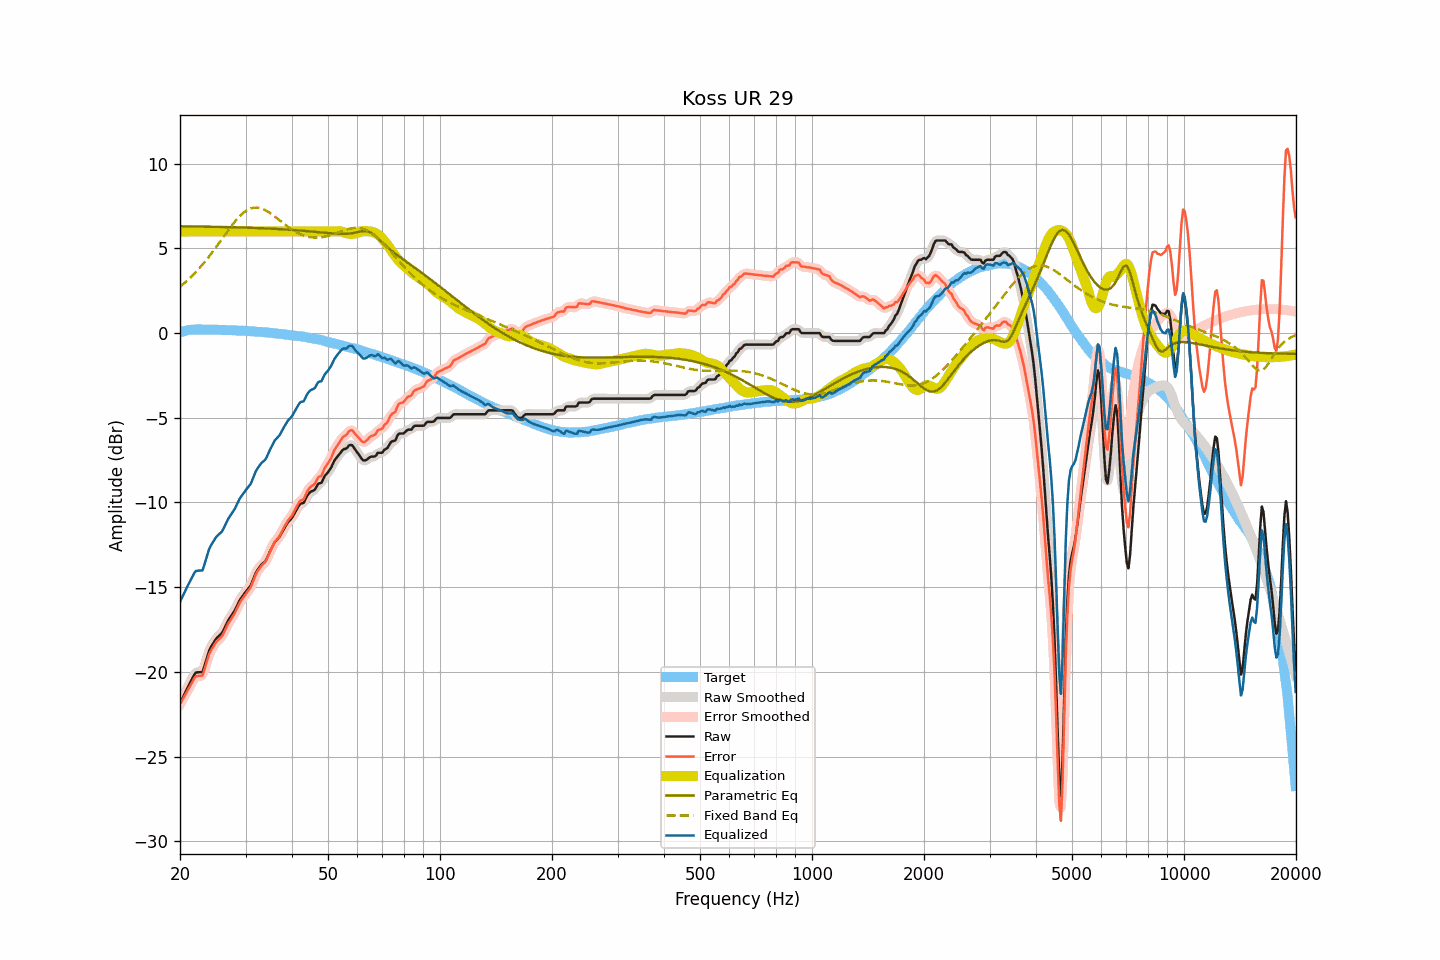 Koss UR 29
10
5
0
−5
−10
−15
−20
−25
−30
Amplitude (dBr)
Target
Raw Smoothed
Error Smoothed
Raw
Error
Equalization
Parametric Eq
Fixed Band Eq
Equalized
20 50 100 200 500 1000 2000 5000 10000 20000
Frequency (Hz)